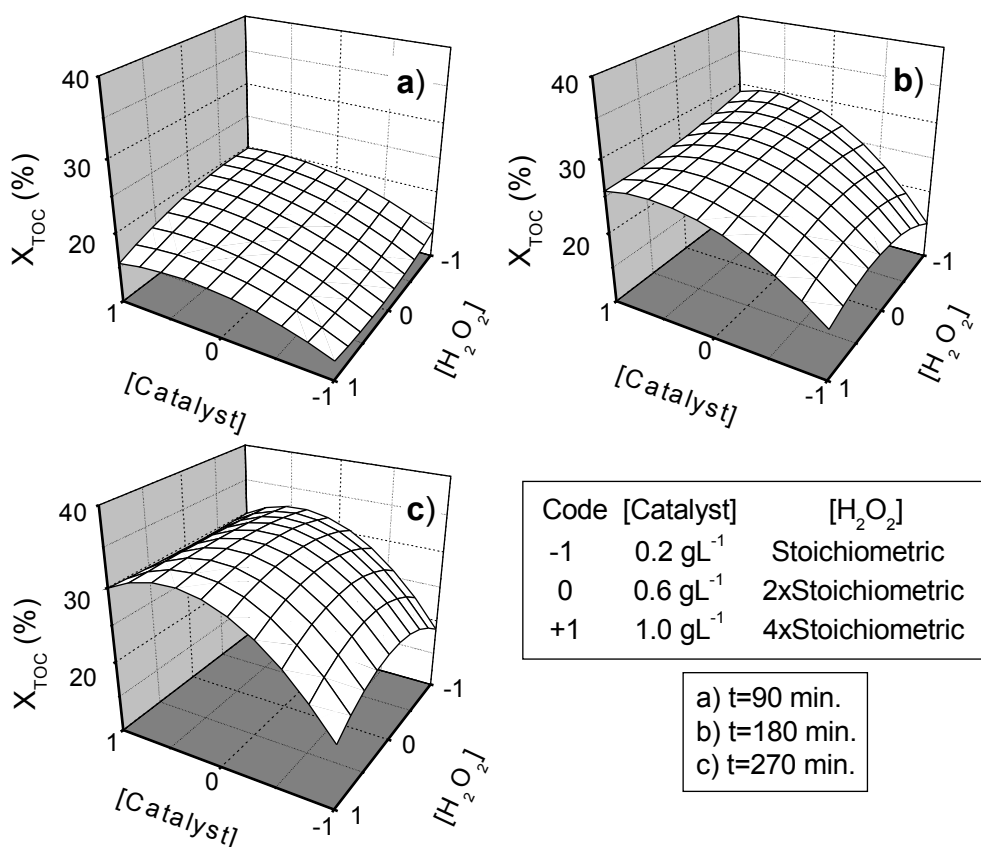 a)
40
30
20
X_TOC (%)
1
0
-1
[Catalyst]
1
0
-1
[H₂O₂]
b)
40
30
20
X_TOC (%)
1
0
-1
[Catalyst]
1
0
-1
[H₂O₂]
c)
40
30
20
X_TOC (%)
1
0
-1
[Catalyst]
1
0
-1
[H₂O₂]
Code [Catalyst] [H₂O₂]
-1 0.2 gL⁻¹ Stoichiometric
0 0.6 gL⁻¹ 2xStoichiometric
+1 1.0 gL⁻¹ 4xStoichiometric
a) t=90 min.
b) t=180 min.
c) t=270 min.